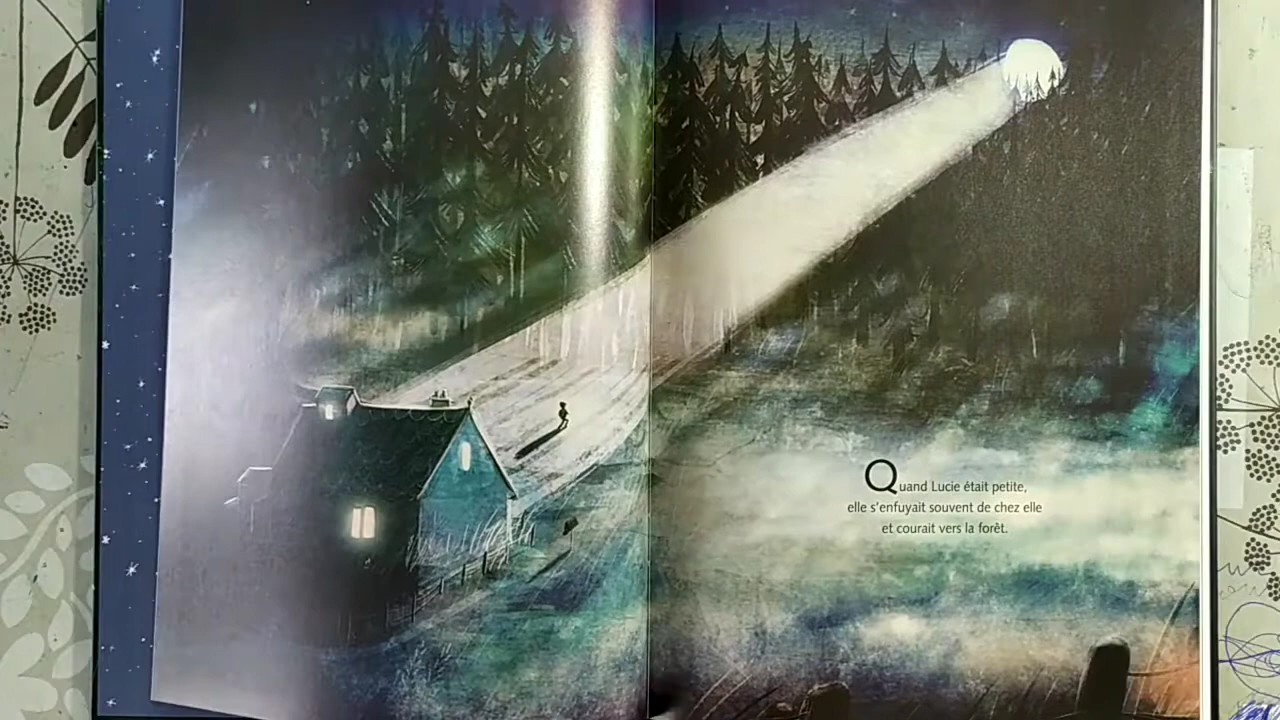 Quand Lucie était petite,
elle s'enfuyait souvent de chez elle
et courait vers la forêt.